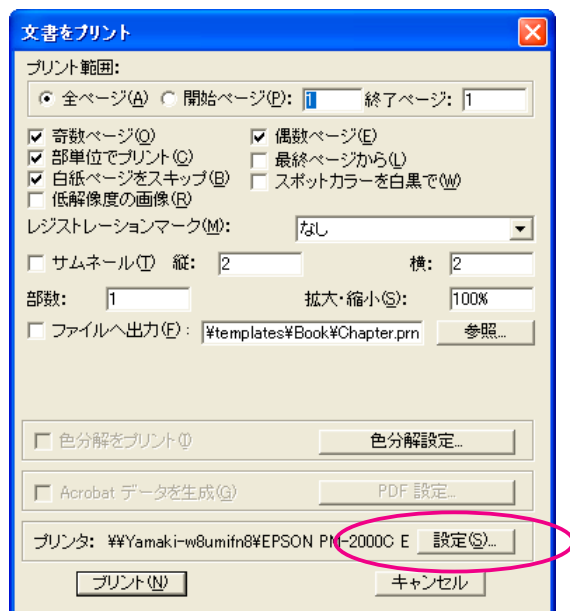 文書をプリント
プリント範囲:
全ページ(A) 開始ページ(P): 1 終了ページ: 1
奇数ページ(O) 偶数ページ(E)
部単位でプリント(C) 最終ページから(L)
白紙ページをスキップ(B) スポットカラーを白黒で(W)
低解像度の画像(R)
レジストレーションマーク(M): なし
サムネール(T) 縦: 2 横: 2
部数: 1 拡大・縮小(S): 100%
ファイルへ出力(F): ¥templates¥Book¥Chapter.prn 参照...
色分解をプリント(I) 色分解設定...
Acrobat データを生成(G) PDF 設定...
プリンタ: ¥¥Yamaki-w8umifn8¥EPSON PM-2000C E 設定(S)...
プリント(N) キャンセル